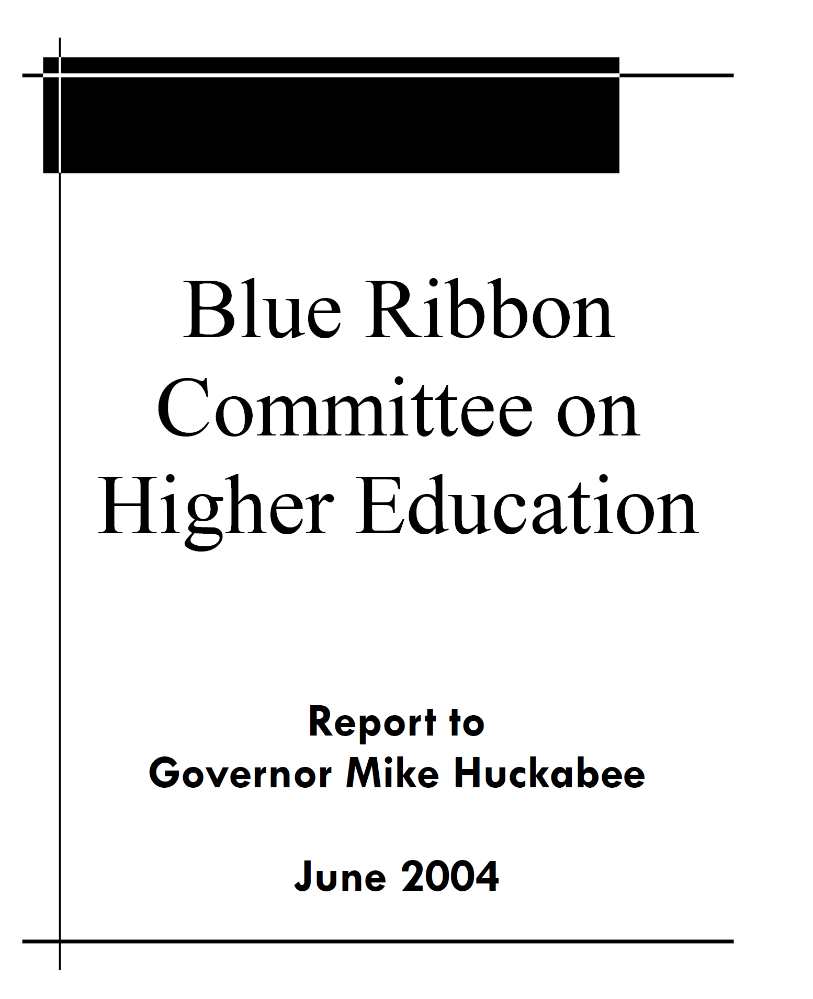 Blue Ribbon
Committee on
Higher Education
Report to
Governor Mike Huckabee
June 2004